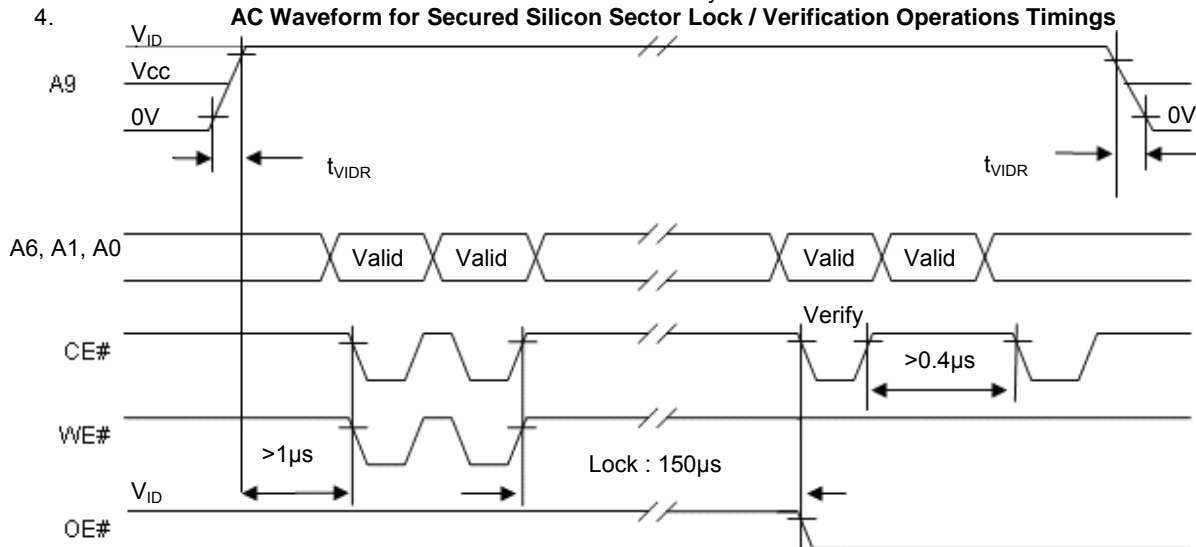 4. AC Waveform for Secured Silicon Sector Lock / Verification Operations Timings
VID
Vcc
A9
0V
0V
tVIDR
tVIDR
A6, A1, A0
Valid
Valid
Valid
Valid
Verify
CE#
>0.4µs
WE#
>1µs
Lock : 150µs
VID
OE#